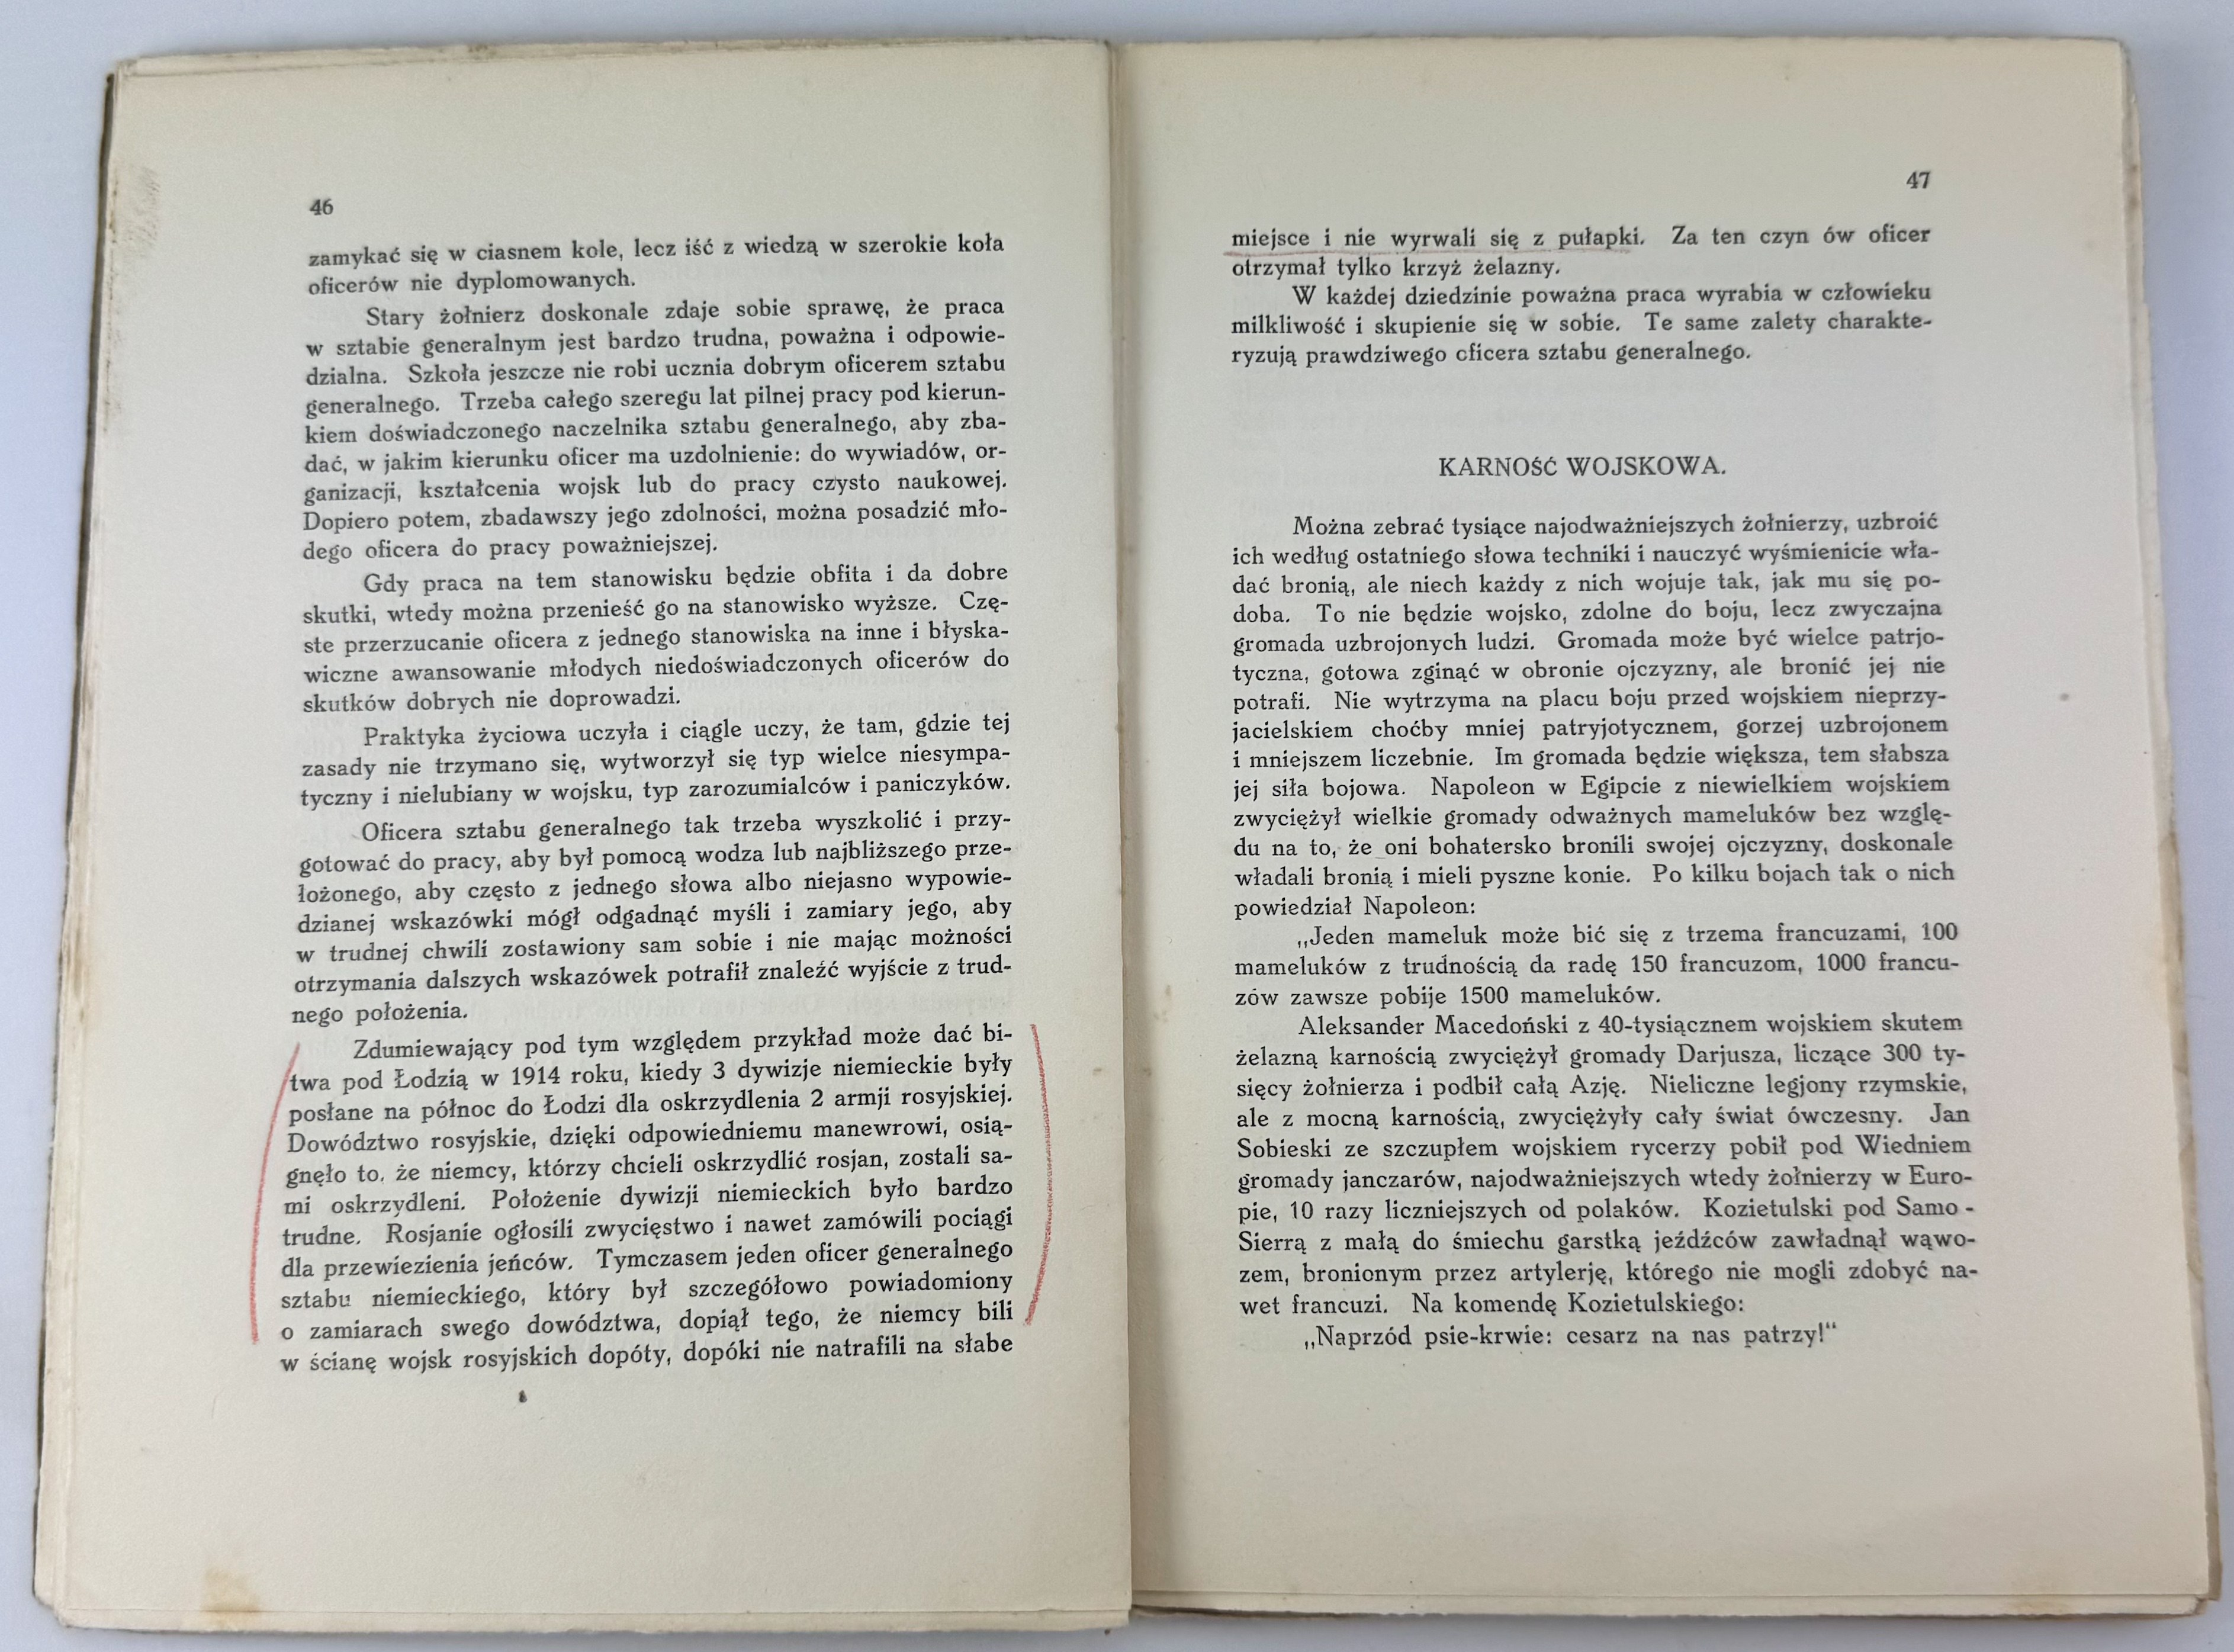 46
zamykać się w ciasnem kole, lecz iść z wiedzą w szerokie koła
oficerów nie dyplomowanych.
Stary żołnierz doskonale zdaje sobie sprawę, że praca
w sztabie generalnym jest bardzo trudna, poważna i odpowie-
dzialna. Szkoła jeszcze nie robi ucznia dobrym oficerem sztabu
generalnego. Trzeba całego szeregu lat pilnej pracy pod kierun-
kiem doświadczonego naczelnika sztabu generalnego, aby zba-
dać, w jakim kierunku oficer ma uzdolnienie: do wywiadów, or-
ganizacji, kształcenia wojsk lub do pracy czysto naukowej.
Dopiero potem, zbadawszy jego zdolności, można posadzić mło-
dego oficera do pracy poważniejszej.
Gdy praca na tem stanowisku będzie obfita i da dobre
skutki, wtedy można przenieść go na stanowisko wyższe. Czę-
ste przerzucanie oficera z jednego stanowiska na inne i błyska-
wiczne awansowanie młodych niedoświadczonych oficerów do
skutków dobrych nie doprowadzi.
Praktyka życiowa uczyła i ciągle uczy, że tam, gdzie tej
zasady nie trzymano się, wytworzył się typ wielce niesympa-
tyczny i nielubiany w wojsku, typ zarozumialców i paniczyków.
Oficera sztabu generalnego tak trzeba wyszkolić i przy-
gotować do pracy, aby był pomocą wodza lub najbliższego prze-
łożonego, aby często z jednego słowa albo niejasno wypowie-
dzianej wskazówki mógł odgadnąć myśli i zamiary jego, aby
w trudnej chwili zostawiony sam sobie i nie mając możności
otrzymania dalszych wskazówek potrafił znaleźć wyjście z trud-
nego położenia.
Zdumiewający pod tym względem przykład może dać bi-
twa pod Łodzią w 1914 roku, kiedy 3 dywizje niemieckie były
posłane na północ do Łodzi dla oskrzydlenia 2 armji rosyjskiej.
Dowództwo rosyjskie, dzięki odpowiedniemu manewrowi, osią-
gnęło to, że niemcy, którzy chcieli oskrzydlić rosjan, zostali sa-
mi oskrzydleni. Położenie dywizji niemieckich było bardzo
trudne. Rosjanie ogłosili zwycięstwo i nawet zamówili pociągi
dla przewiezienia jeńców. Tymczasem jeden oficer generalnego
sztabu niemieckiego, który był szczegółowo powiadomiony
o zamiarach swego dowództwa, dopiął tego, że niemcy bili
w ścianę wojsk rosyjskich dopóty, dopóki nie natrafili na słabe
47
miejsce i nie wyrwali się z pułapki. Za ten czyn ów oficer
otrzymał tylko krzyż żelazny.
W każdej dziedzinie poważna praca wyrabia w człowieku
milkliwość i skupienie się w sobie. Te same zalety charakte-
ryzują prawdziwego cficera sztabu generalnego.
KARNOŚĆ WOJSKOWA.
Można zebrać tysiące najodważniejszych żołnierzy, uzbroić
ich według ostatniego słowa techniki i nauczyć wyśmienicie wła-
dać bronią, ale niech każdy z nich wojuje tak, jak mu się po-
doba. To nie będzie wojsko, zdolne do boju, lecz zwyczajna
gromada uzbrojonych ludzi. Gromada może być wielce patrjo-
tyczna, gotowa zginąć w obronie ojczyzny, ale bronić jej nie
potrafi. Nie wytrzyma na placu boju przed wojskiem nieprzy-
jacielskiem choćby mniej patryjotycznem, gorzej uzbrojonem
i mniejszem liczebnie. Im gromada będzie większa, tem słabsza
jej siła bojowa. Napoleon w Egipcie z niewielkiem wojskiem
zwyciężył wielkie gromady odważnych mameluków bez wzglę-
du na to, że oni bohatersko bronili swojej ojczyzny, doskonale
władali bronią i mieli pyszne konie. Po kilku bojach tak o nich
powiedział Napoleon:
„Jeden mameluk może bić się z trzema francuzami, 100
mameluków z trudnością da radę 150 francuzom, 1000 francu-
zów zawsze pobije 1500 mameluków.
Aleksander Macedoński z 40-tysiącznem wojskiem skutem
żelazną karnością zwyciężył gromady Darjusza, liczące 300 ty-
sięcy żołnierza i podbił całą Azję. Nieliczne legjony rzymskie,
ale z mocną karnością, zwyciężyły cały świat ówczesny. Jan
Sobieski ze szczupłem wojskiem rycerzy pobił pod Wiedniem
gromady janczarów, najodważniejszych wtedy żołnierzy w Euro-
pie, 10 razy liczniejszych od polaków. Kozietulski pod Samo -
Sierrą z małą do śmiechu garstką jeźdźców zawładnął wąwo-
zem, bronionym przez artylerję, którego nie mogli zdobyć na-
wet francuzi. Na komendę Kozietulskiego:
„Naprzód psie-krwie: cesarz na nas patrzy!“